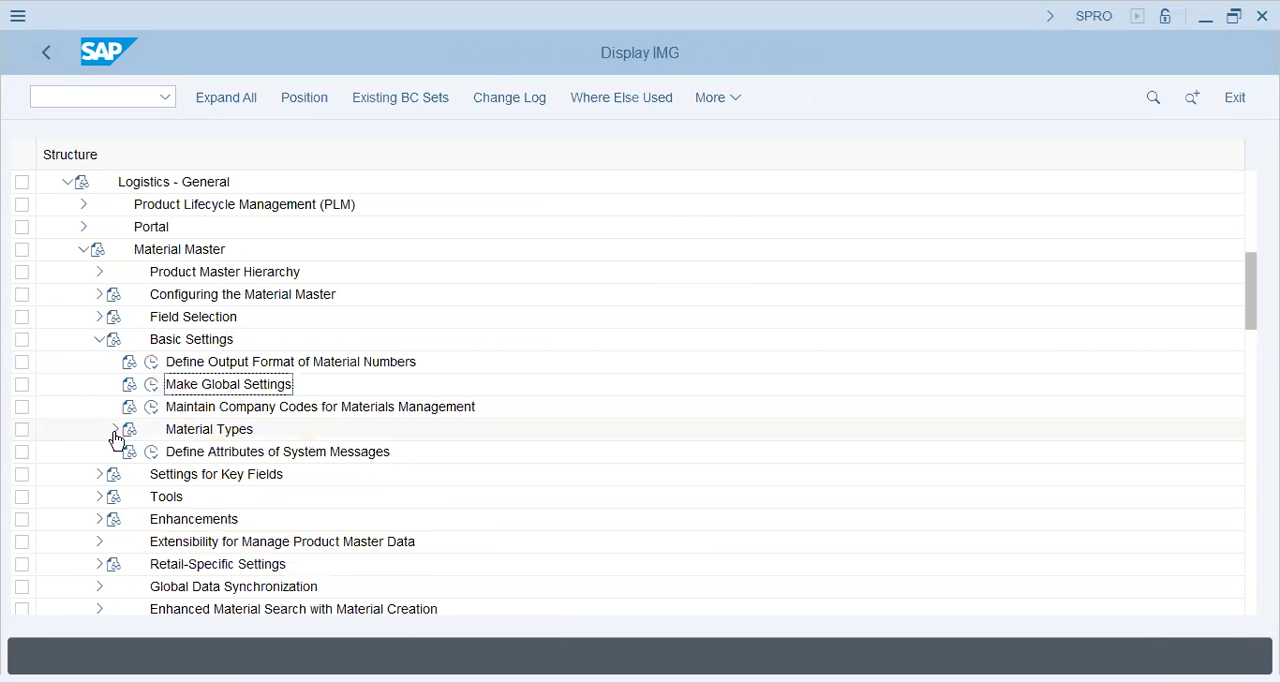 SPRO
SAP
Display IMG
Expand All Position Existing BC Sets Change Log Where Else Used More Exit
Structure
Logistics - General
Product Lifecycle Management (PLM)
Portal
Material Master
Product Master Hierarchy
Configuring the Material Master
Field Selection
Basic Settings
Define Output Format of Material Numbers
Make Global Settings
Maintain Company Codes for Materials Management
Material Types
Define Attributes of System Messages
Settings for Key Fields
Tools
Enhancements
Extensibility for Manage Product Master Data
Retail-Specific Settings
Global Data Synchronization
Enhanced Material Search with Material Creation